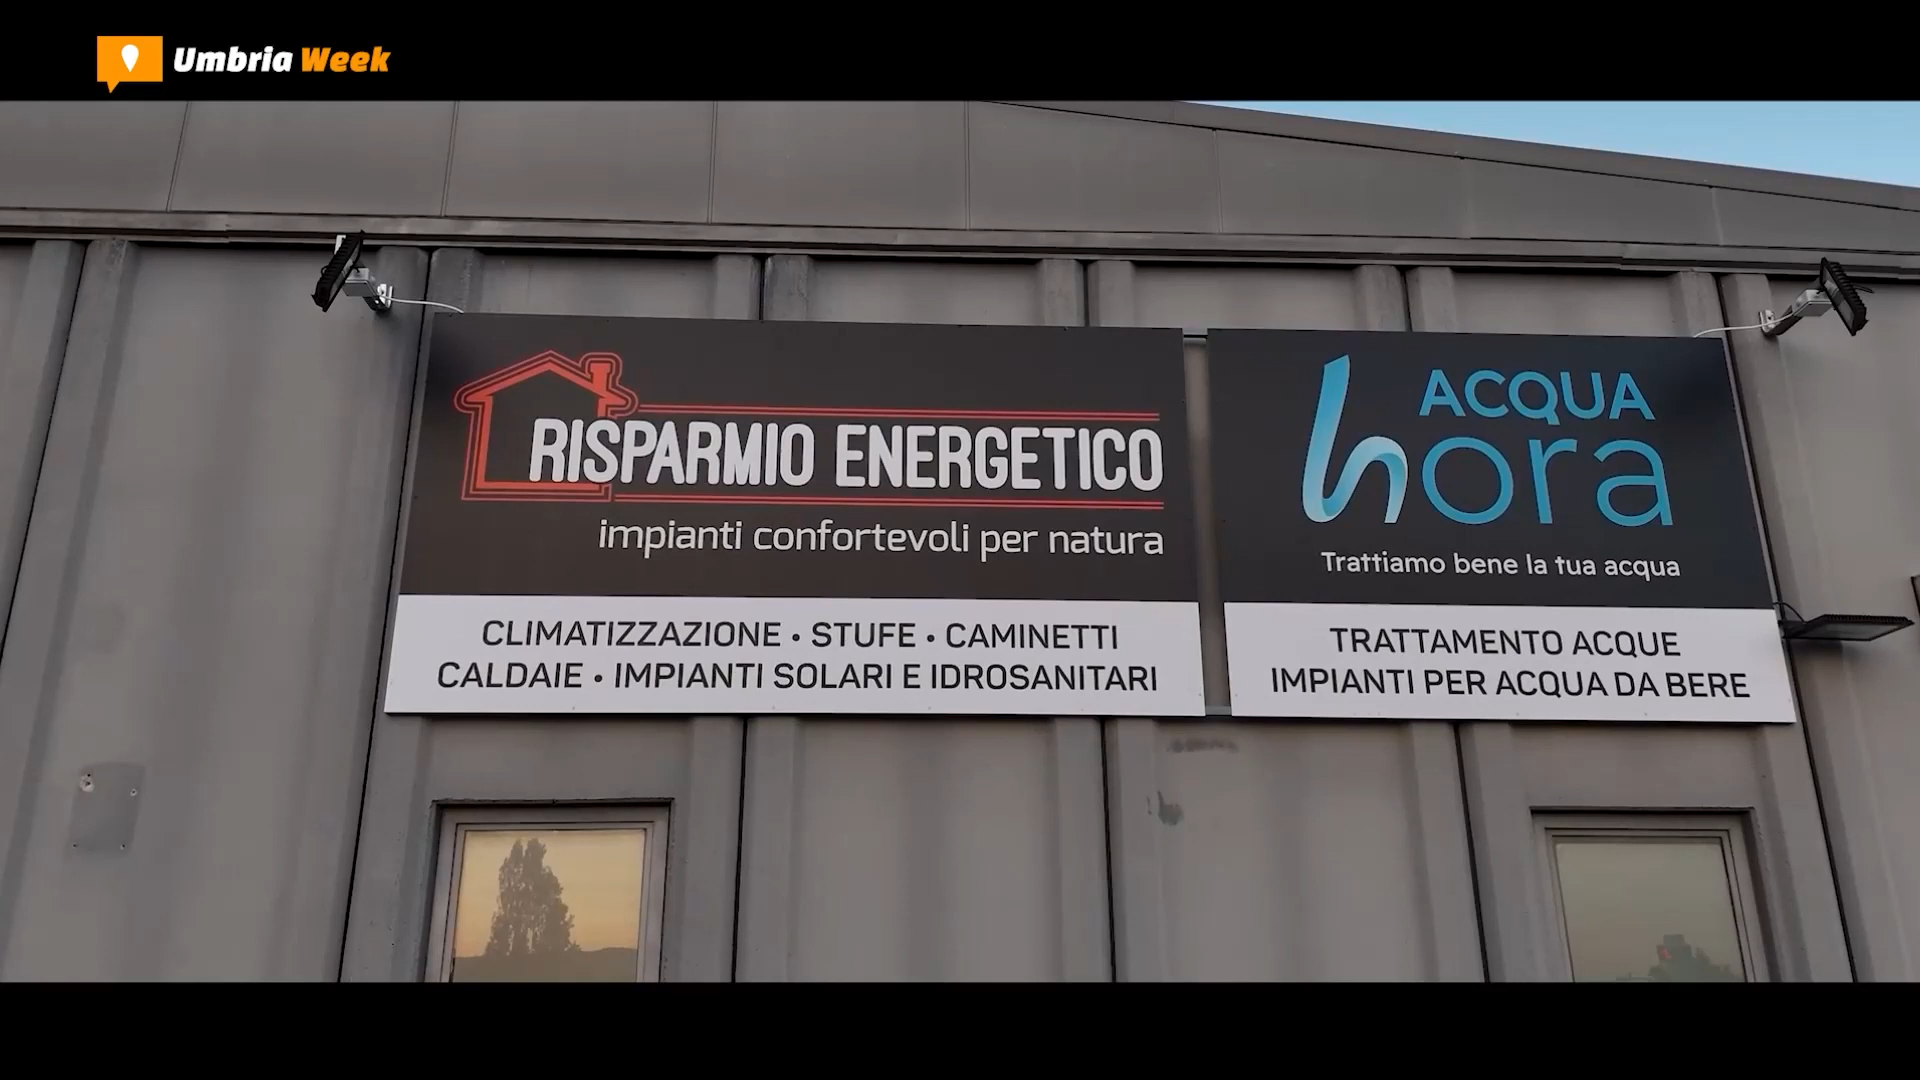 Umbria Week
RISPARMIO ENERGETICO
impianti confortevoli per natura
CLIMATIZZAZIONE • STUFE • CAMINETTI
CALDAIE • IMPIANTI SOLARI E IDROSANITARI
ACQUA
hora
Trattiamo bene la tua acqua
TRATTAMENTO ACQUE
IMPIANTI PER ACQUA DA BERE